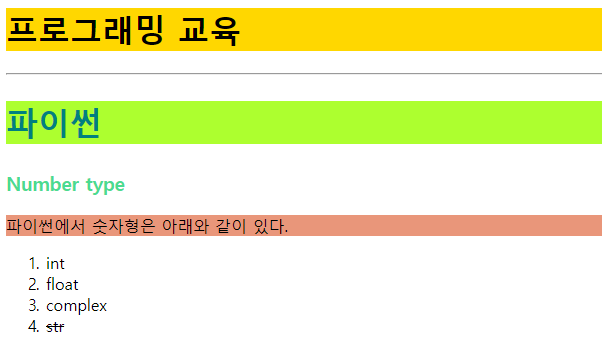 프로그래밍 교육
파이썬
Number type
파이썬에서 숫자형은 아래와 같이 있다.
1. int
2. float
3. complex
4. str